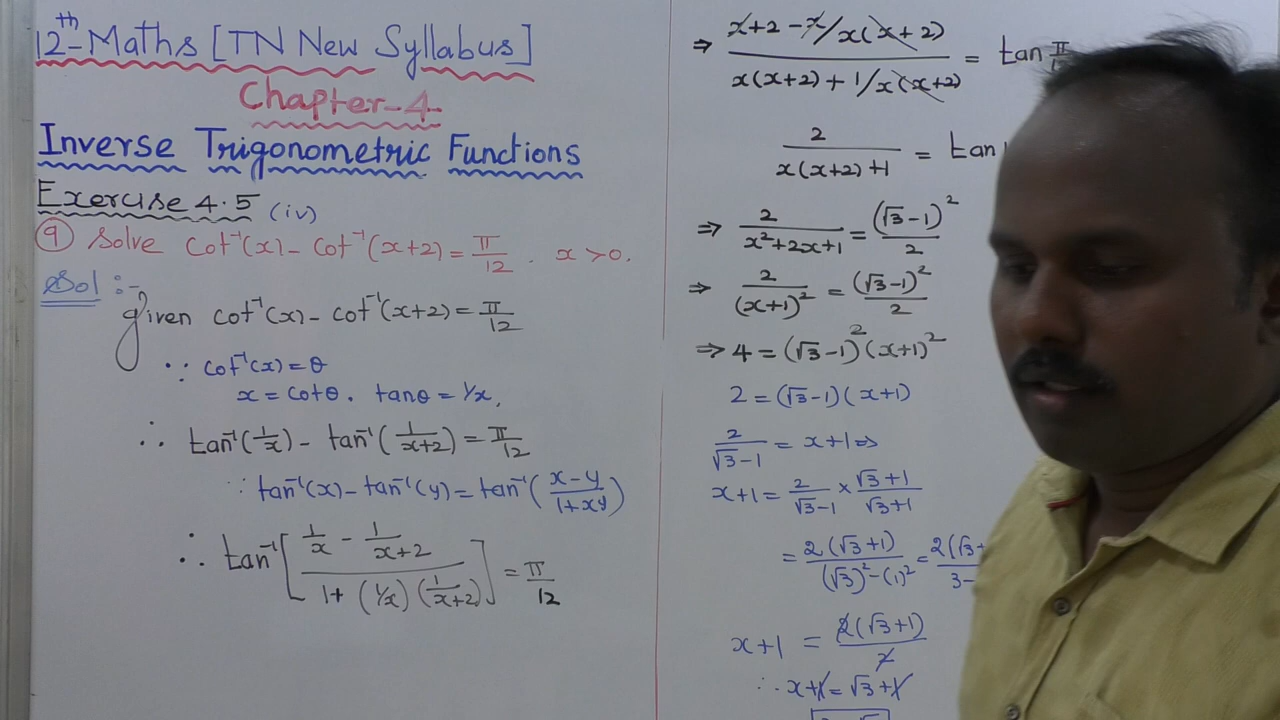 12th-Maths [TN New Syllabus]
Chapter-4
Inverse Trigonometric Functions
Exercise 4.5 (iv)
9) Solve Cot⁻¹(x) - Cot⁻¹(x+2) = π/12. x>0.
Sol :-
Given cot⁻¹(x) - cot⁻¹(x+2) = π/12
∵ cot⁻¹(x) = θ
x = cotθ. tanθ = 1/x,
∴ tan⁻¹(1/x) - tan⁻¹(1/(x+2)) = π/12
∵ tan⁻¹(x) - tan⁻¹(y) = tan⁻¹((x-y)/(1+xy))
∴ tan⁻¹[(1/x - 1/(x+2))/(1+(1/x)(1/(x+2)))] = π/12
⇒ (x+2-x/x(x+2))/(x(x+2)+1/x(x+2)) = tan π
2/(x(x+2)+1) = tan
⇒ 2/(x²+2x+1) = (√3-1)²/2
⇒ 2/(x+1)² = (√3-1)²/2
⇒ 4 = (√3-1)²(x+1)²
2 = (√3-1)(x+1)
2/(√3-1) = x+1 ⇒
x+1 = 2/(√3-1) × (√3+1)/(√3+1)
= 2(√3+1)/((√3)²-(1)²) = 2(√3+/3-
x+1 = 2(√3+1)/2
∴ x+1 = √3+1